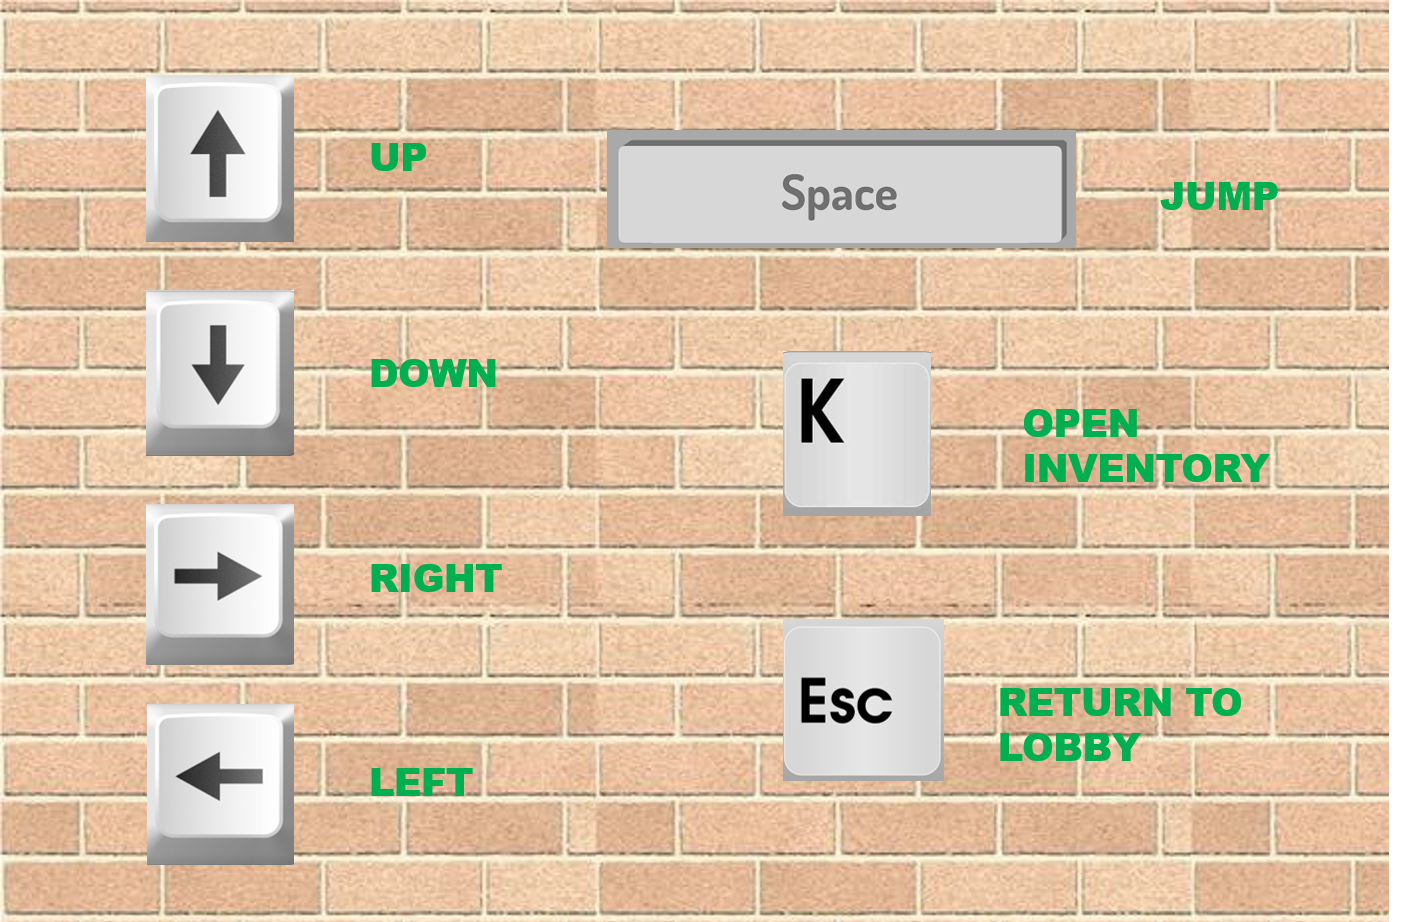 UP
Space
JUMP
DOWN
K
OPEN
INVENTORY
RIGHT
Esc
RETURN TO
LOBBY
LEFT